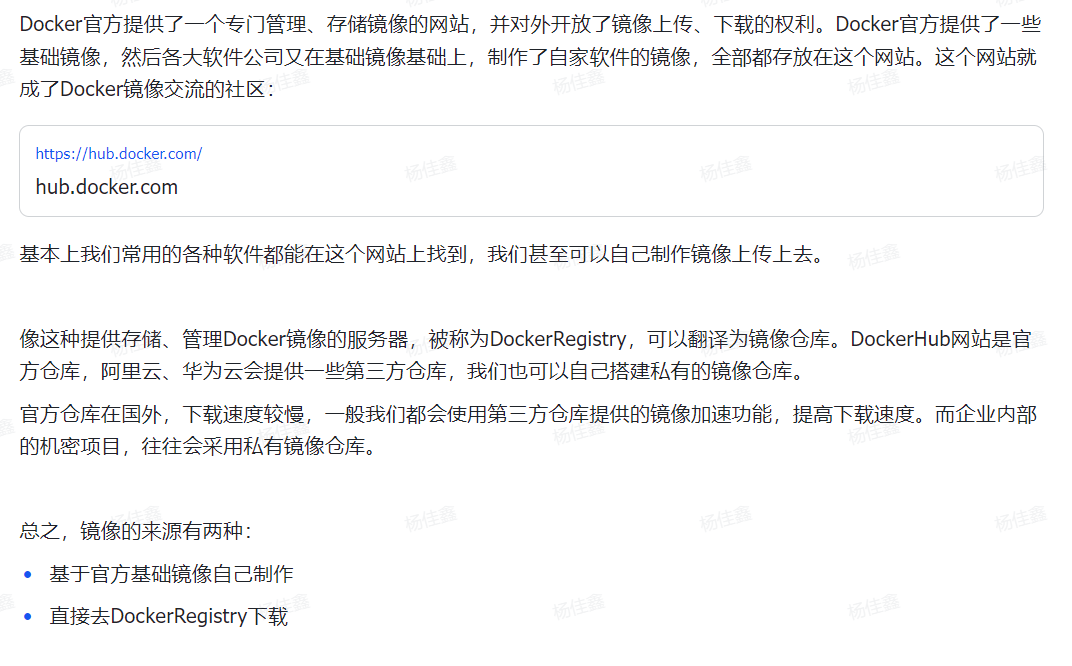 Docker官方提供了一个专门管理、存储镜像的网站，并对外开放了镜像上传、下载的权利。Docker官方提供了一些
基础镜像，然后各大软件公司又在基础镜像基础上，制作了自家软件的镜像，全部都存放在这个网站。这个网站就
成了Docker镜像交流的社区：
https://hub.docker.com/
hub.docker.com
基本上我们常用的各种软件都能在这个网站上找到，我们甚至可以自己制作镜像上传上去。
像这种提供存储、管理Docker镜像的服务器，被称为DockerRegistry，可以翻译为镜像仓库。DockerHub网站是官
方仓库，阿里云、华为云会提供一些第三方仓库，我们也可以自己搭建私有的镜像仓库。
官方仓库在国外，下载速度较慢，一般我们都会使用第三方仓库提供的镜像加速功能，提高下载速度。而企业内部
的机密项目，往往会采用私有镜像仓库。
总之，镜像的来源有两种：
• 基于官方基础镜像自己制作
• 直接去DockerRegistry下载
杨佳鑫